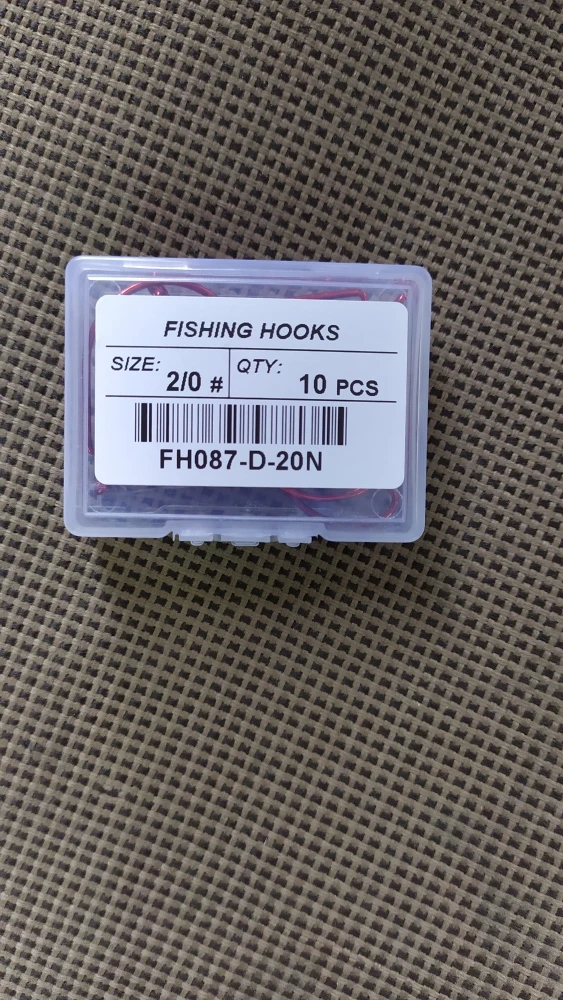 FISHING HOOKS
SIZE: 2/0 # QTY: 10 PCS
FH087-D-20N